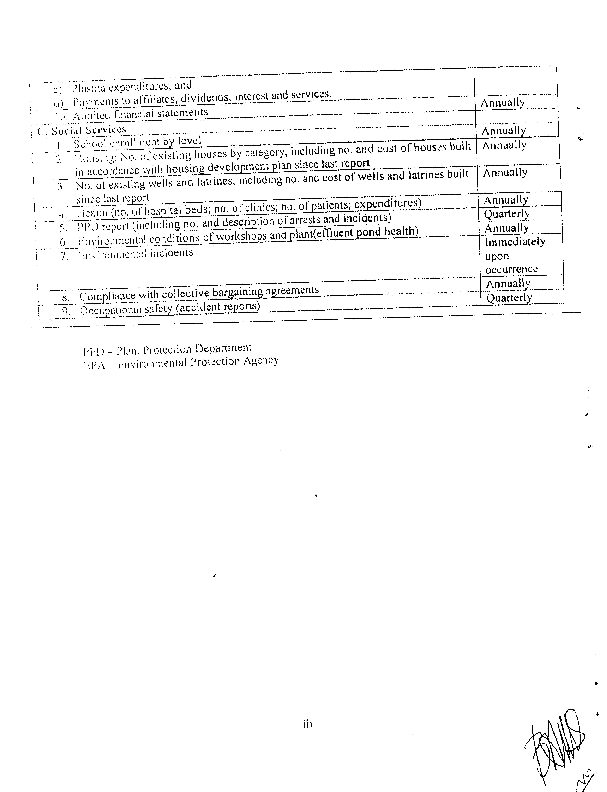 Plasma expenditures, and
Payments to affiliates, dividends, interest and services.
Audited financial statements Annually
C. Social Services
1. School enrollment by level Annually
2. Housing: No. of existing houses by category, including no. and cost of houses built Annually
in accordance with housing development plan since last report
3. No. of existing wells and latrines, including no. and cost of wells and latrines built Annually
since last report
4. Health (no. of hospital beds; no. of clinics; no. of patients; expenditures) Annually
5. PPD report (including no. and description of arrests and incidents) Quarterly
6. Environmental conditions of workshops and plant(effluent pond health) Annually
7. Environmental incidents Immediately
upon
occurrence
8. Compliance with collective bargaining agreements Annually
9. Occupational safety (accident reports) Quarterly
PPD – Plant Protection Department
EPA – Environmental Protection Agency